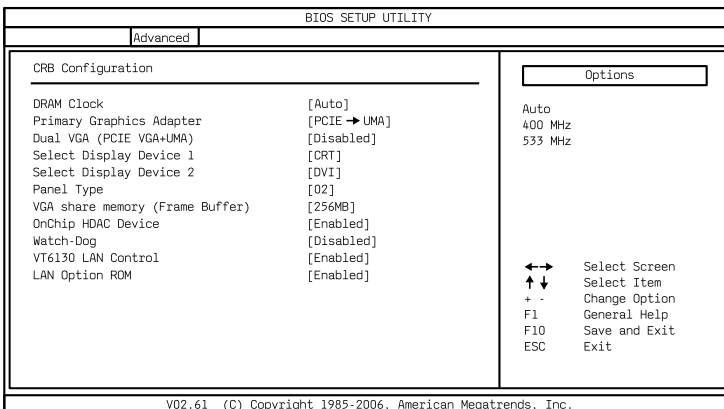 BIOS SETUP UTILITY
Advanced
CRB Configuration
DRAM Clock [Auto]
Primary Graphics Adapter [PCIE → UMA]
Dual VGA (PCIE VGA+UMA) [Disabled]
Select Display Device 1 [CRT]
Select Display Device 2 [DVI]
Panel Type [02]
VGA share memory (Frame Buffer) [256MB]
OnChip HDAC Device [Enabled]
Watch-Dog [Disabled]
VT6130 LAN Control [Enabled]
LAN Option ROM [Enabled]
Options
Auto
400 MHz
533 MHz
←→ Select Screen
↑↓ Select Item
+ - Change Option
F1 General Help
F10 Save and Exit
ESC Exit
V02.61 (C) Copyright 1985-2006, American Megatrends, Inc.